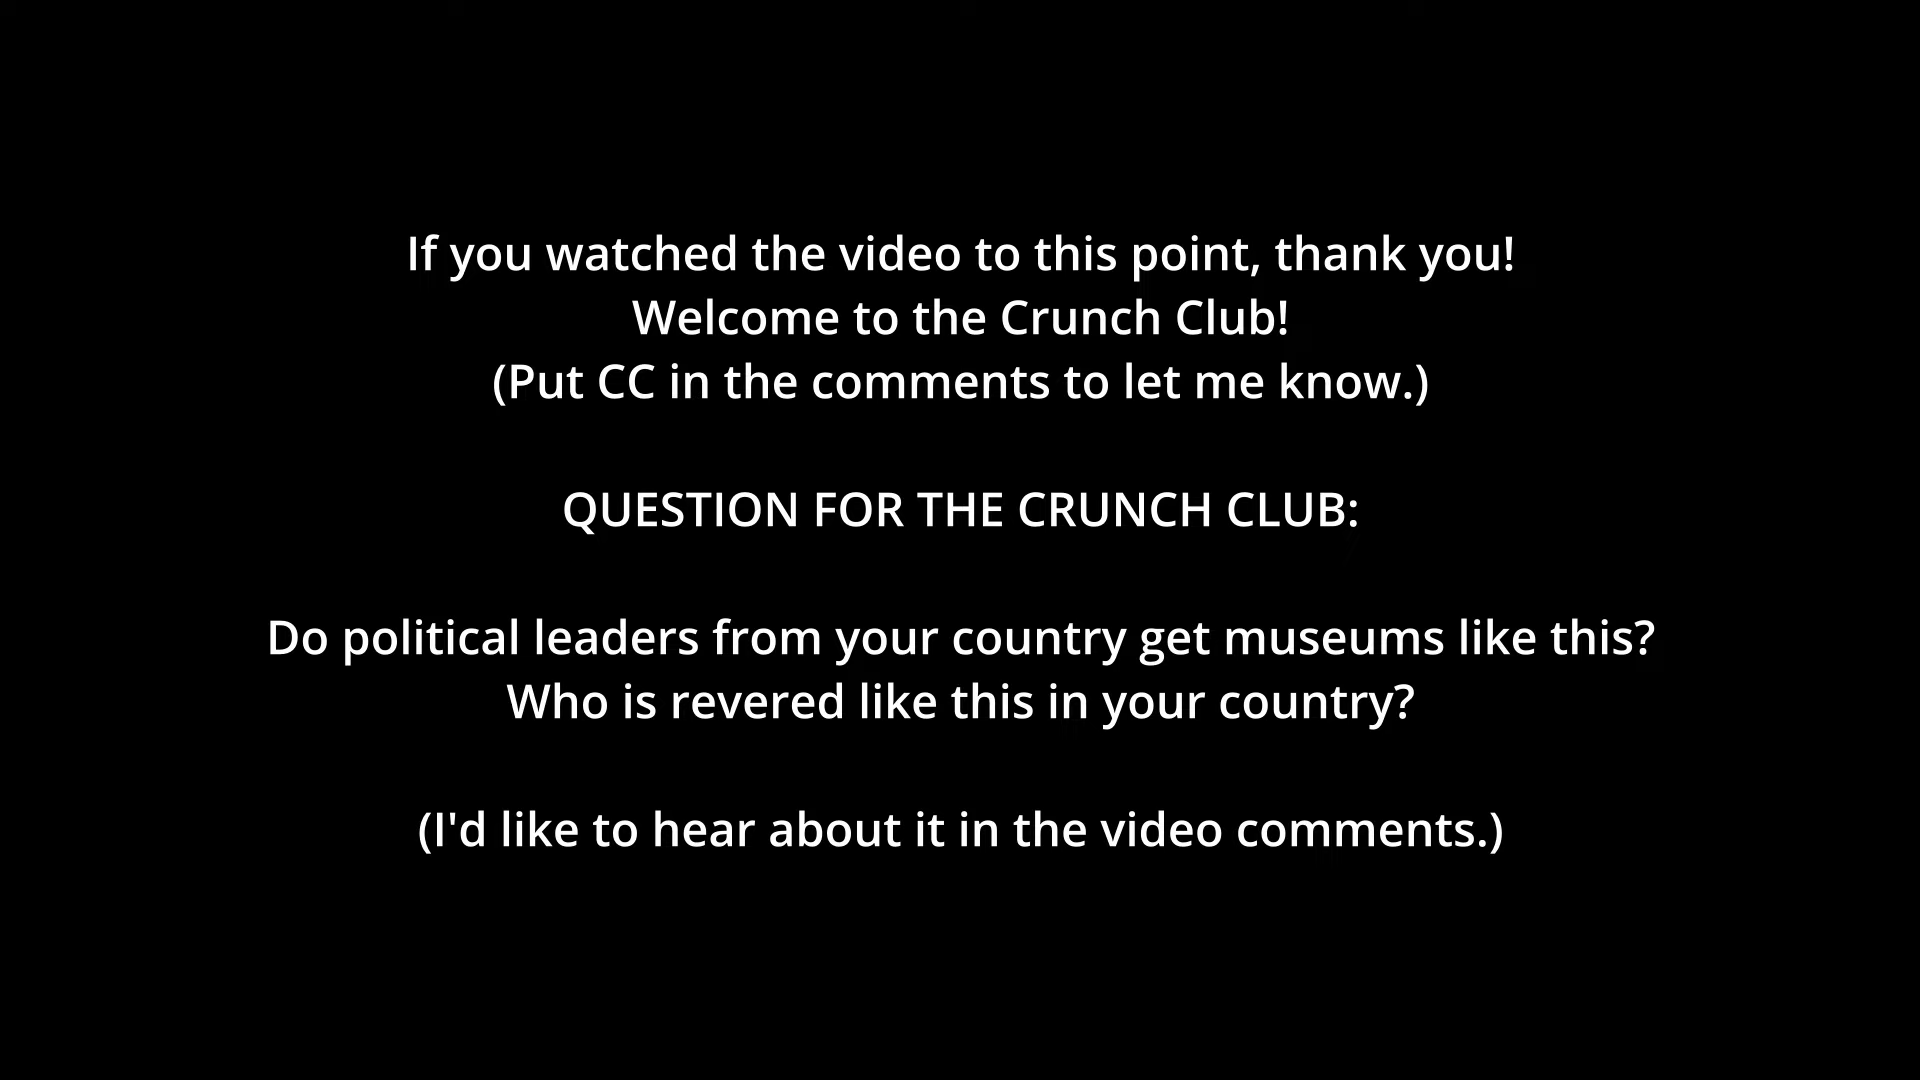 If you watched the video to this point, thank you!
Welcome to the Crunch Club!
(Put CC in the comments to let me know.)
QUESTION FOR THE CRUNCH CLUB:
Do political leaders from your country get museums like this?
Who is revered like this in your country?
(I'd like to hear about it in the video comments.)